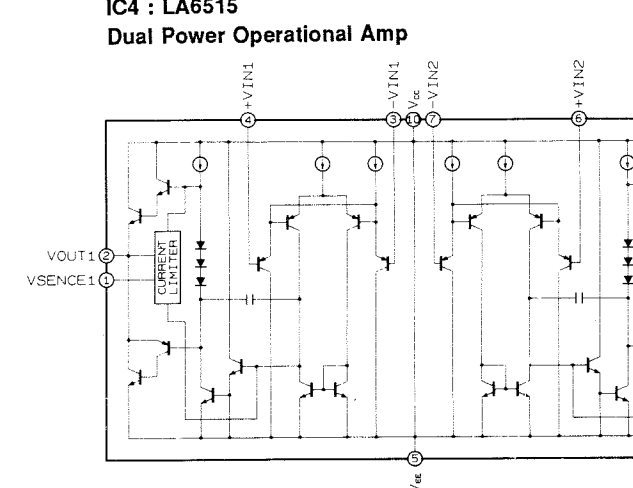 IC4 : LA6515
Dual Power Operational Amp
+VIN1
-VIN1
Vcc
-VIN2
+VIN2
4
3
10
7
6
VOUT1 2
VSENCE1 1
CURRENT
LIMITER
5
VEE